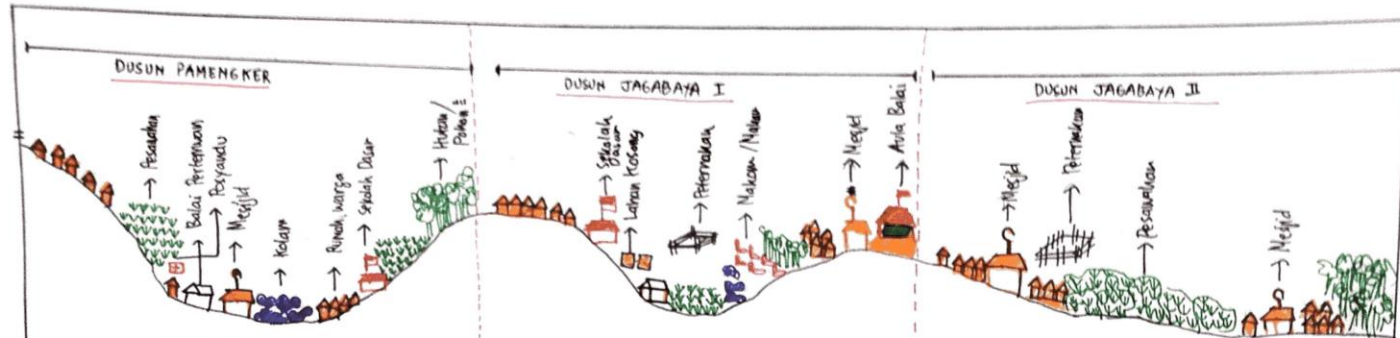 DUSUN PAMENGKER
DUSUN JAGABAYA I
DUSUN JAGABAYA II
Pesawahan
Balai Pertemuan
Posyandu
Mesjid
Kolam
Rumah warga
Sekolah Dasar
Hutan/
Pohon²
Sekolah
Dasar
Lahan Kosong
Peternakan
Makam
Mesjid
Aula Balai
Mesjid
Peternakan
Pesawahan
Mesjid